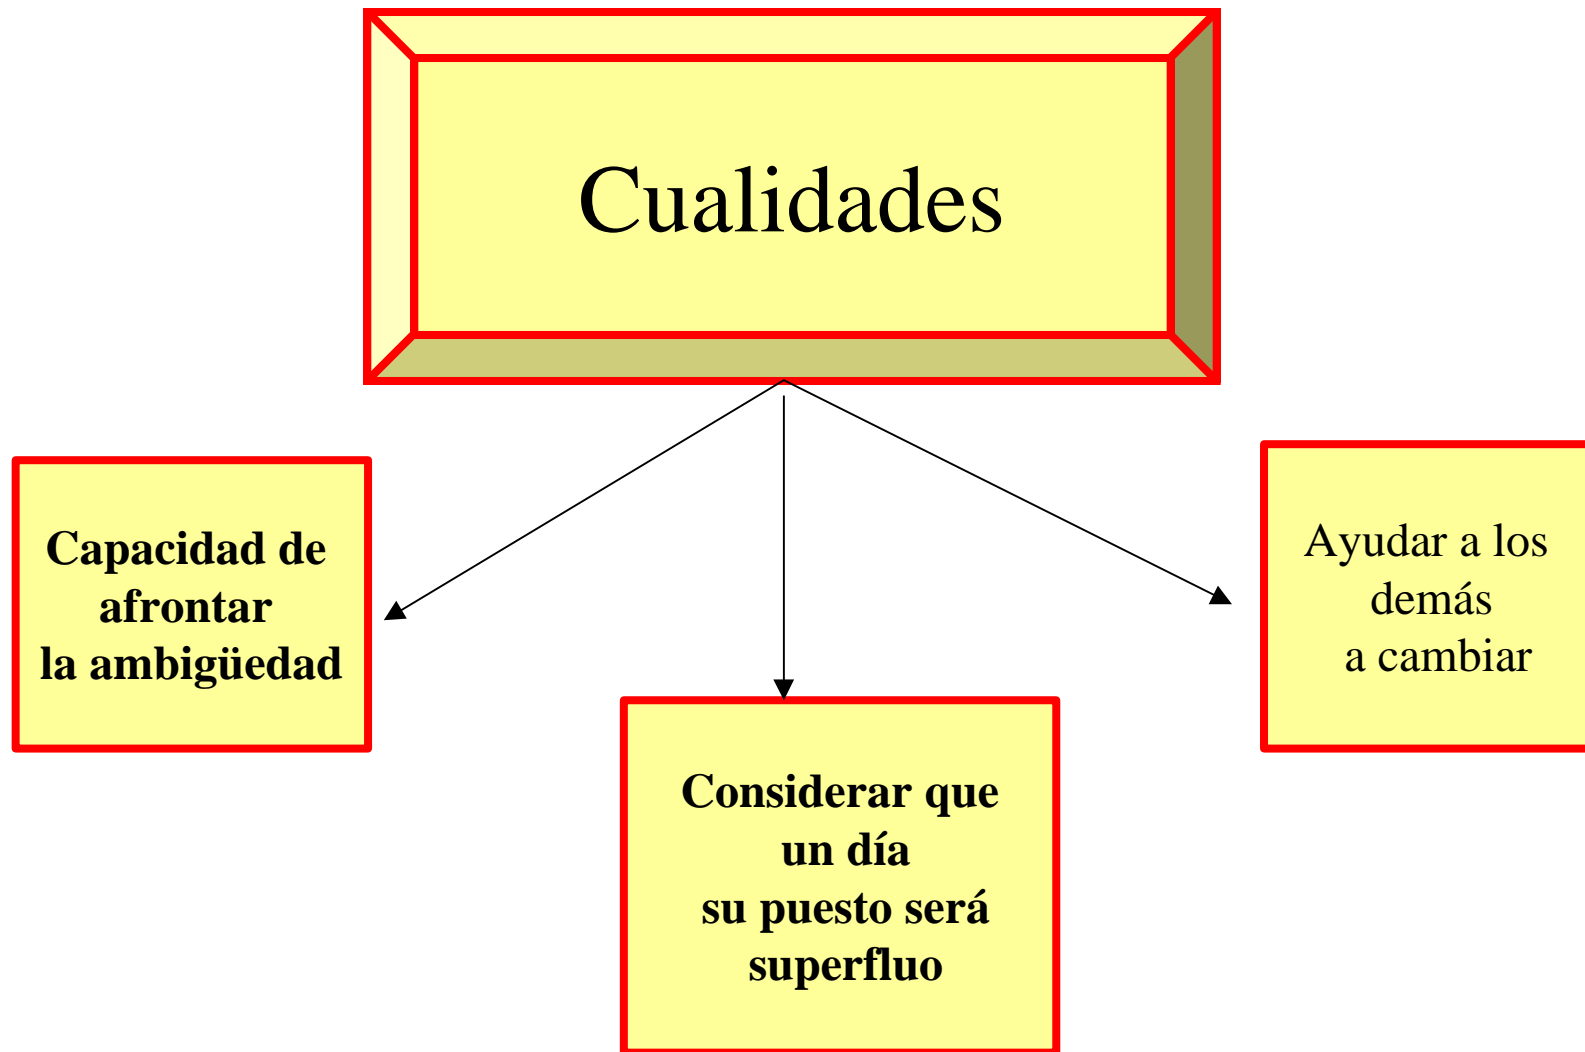 Cualidades
Capacidad de
afrontar
la ambigüedad
Considerar que
un día
su puesto será
superfluo
Ayudar a los
demás
a cambiar